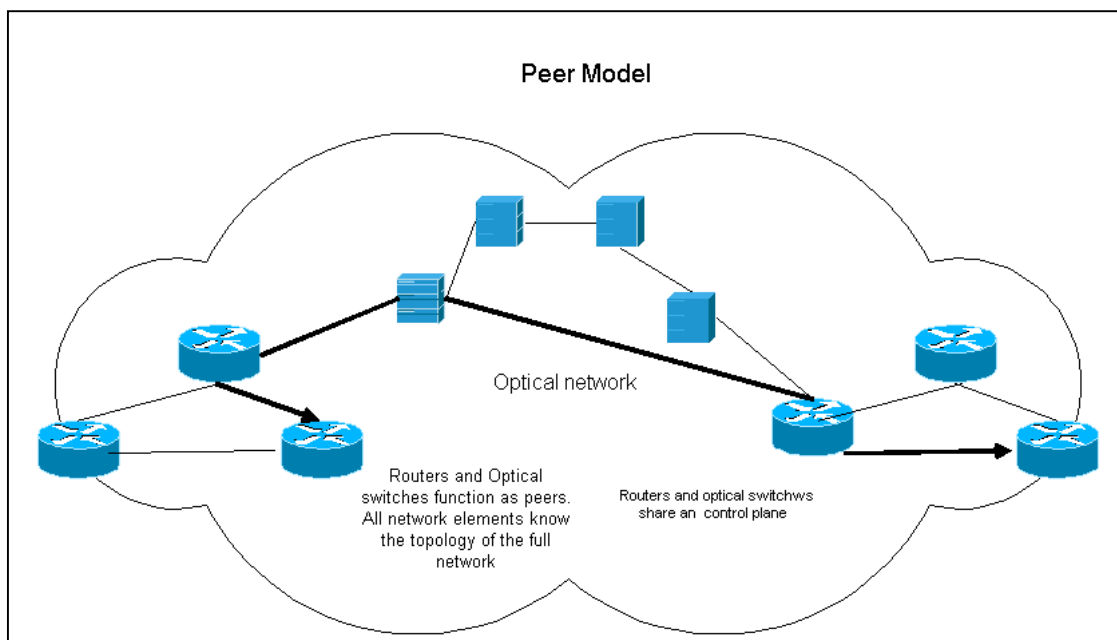 Peer Model
Optical network
Routers and Optical
switches function as peers.
All network elements know
the topology of the full
network
Routers and optical switchws
share an control plane